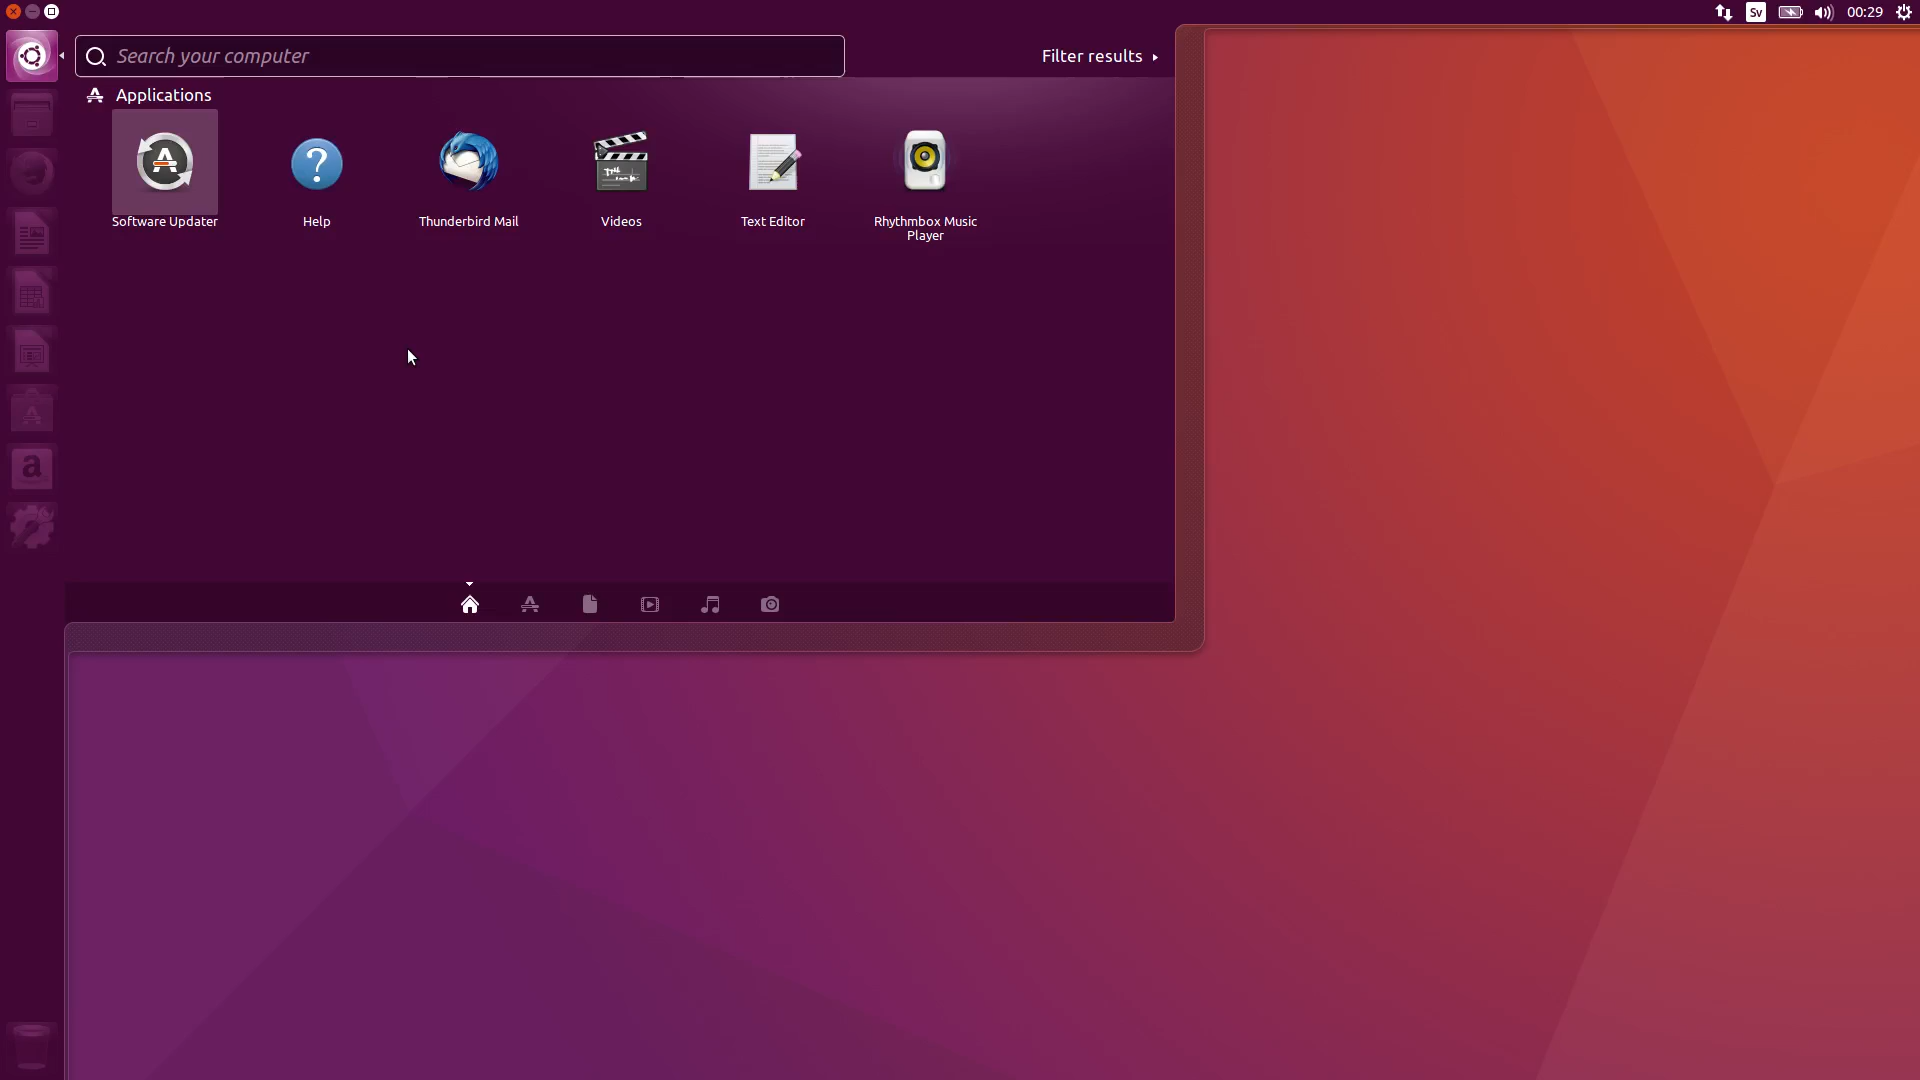 Sv
00:29
Search your computer
Filter results
Applications
Software Updater
Help
Thunderbird Mail
Videos
Text Editor
Rhythmbox Music
Player
a